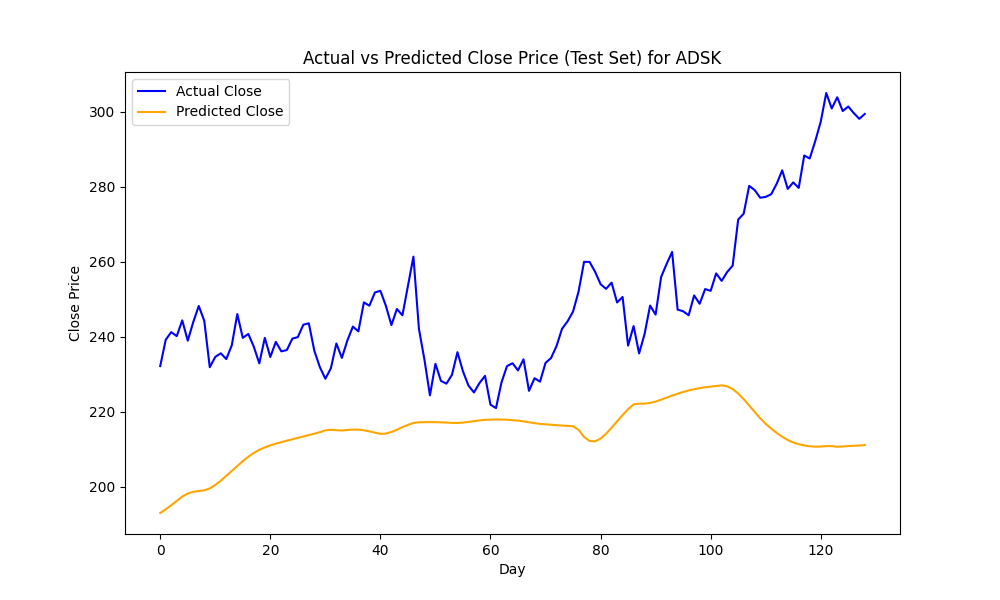 Actual vs Predicted Close Price (Test Set) for ADSK
Actual Close
Predicted Close
Close Price
300
280
260
240
220
200
0 20 40 60 80 100 120
Day